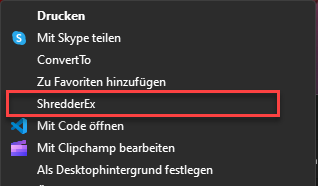 Drucken
Mit Skype teilen
ConvertTo
Zu Favoriten hinzufügen
ShredderEx
Mit Code öffnen
Mit Clipchamp bearbeiten
Als Desktophintergrund festlegen